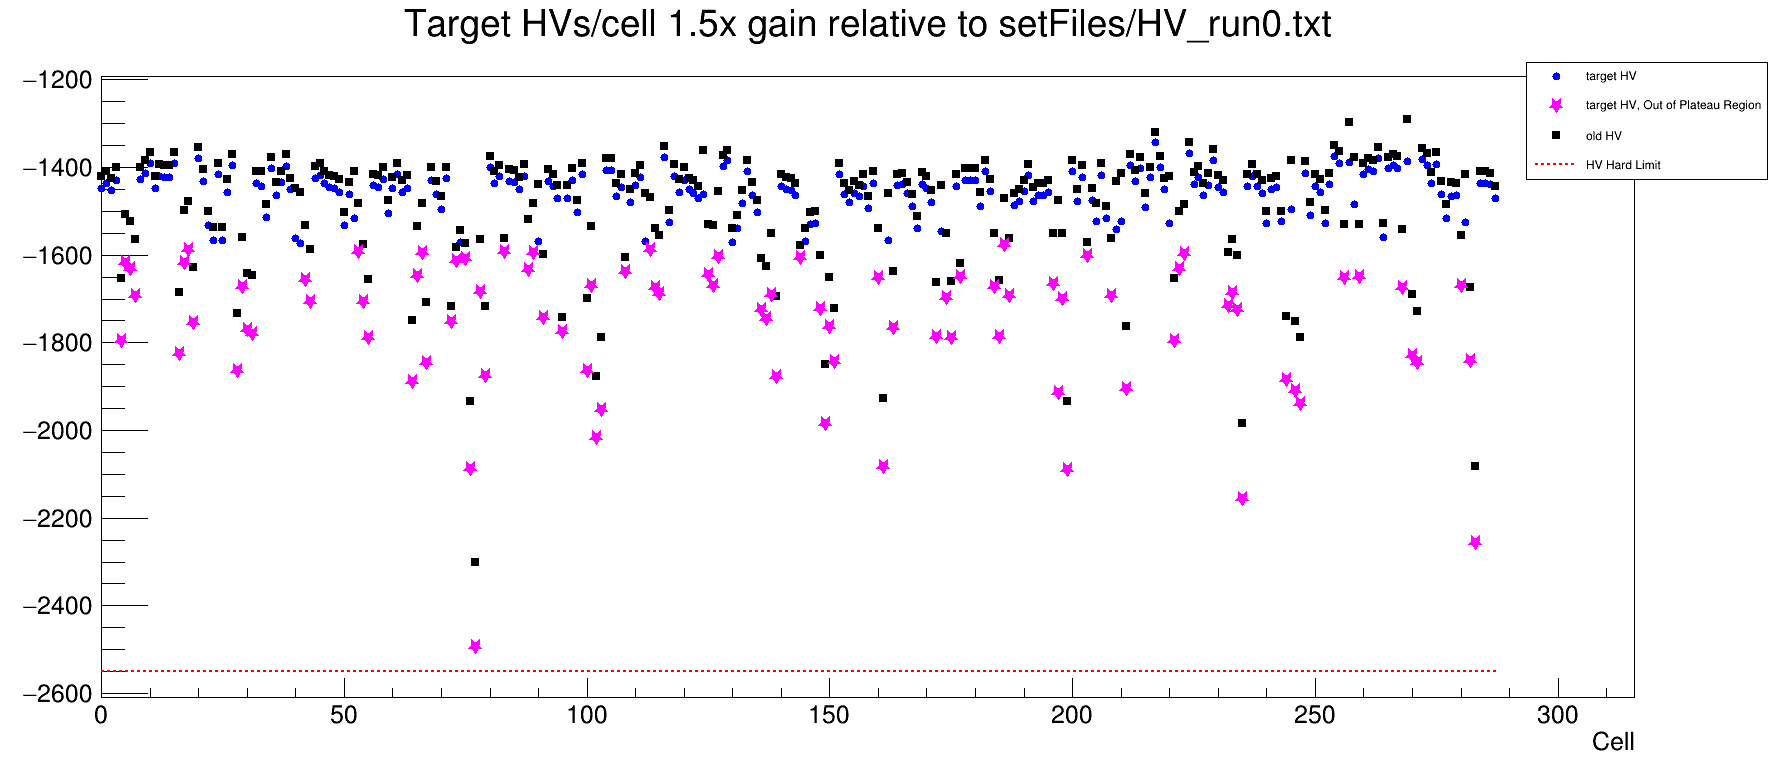 Target HVs/cell 1.5x gain relative to setFiles/HV_run0.txt
target HV
target HV, Out of Plateau Region
old HV
HV Hard Limit
−1200
−1400
−1600
−1800
−2000
−2200
−2400
−2600
0 50 100 150 200 250 300
Cell